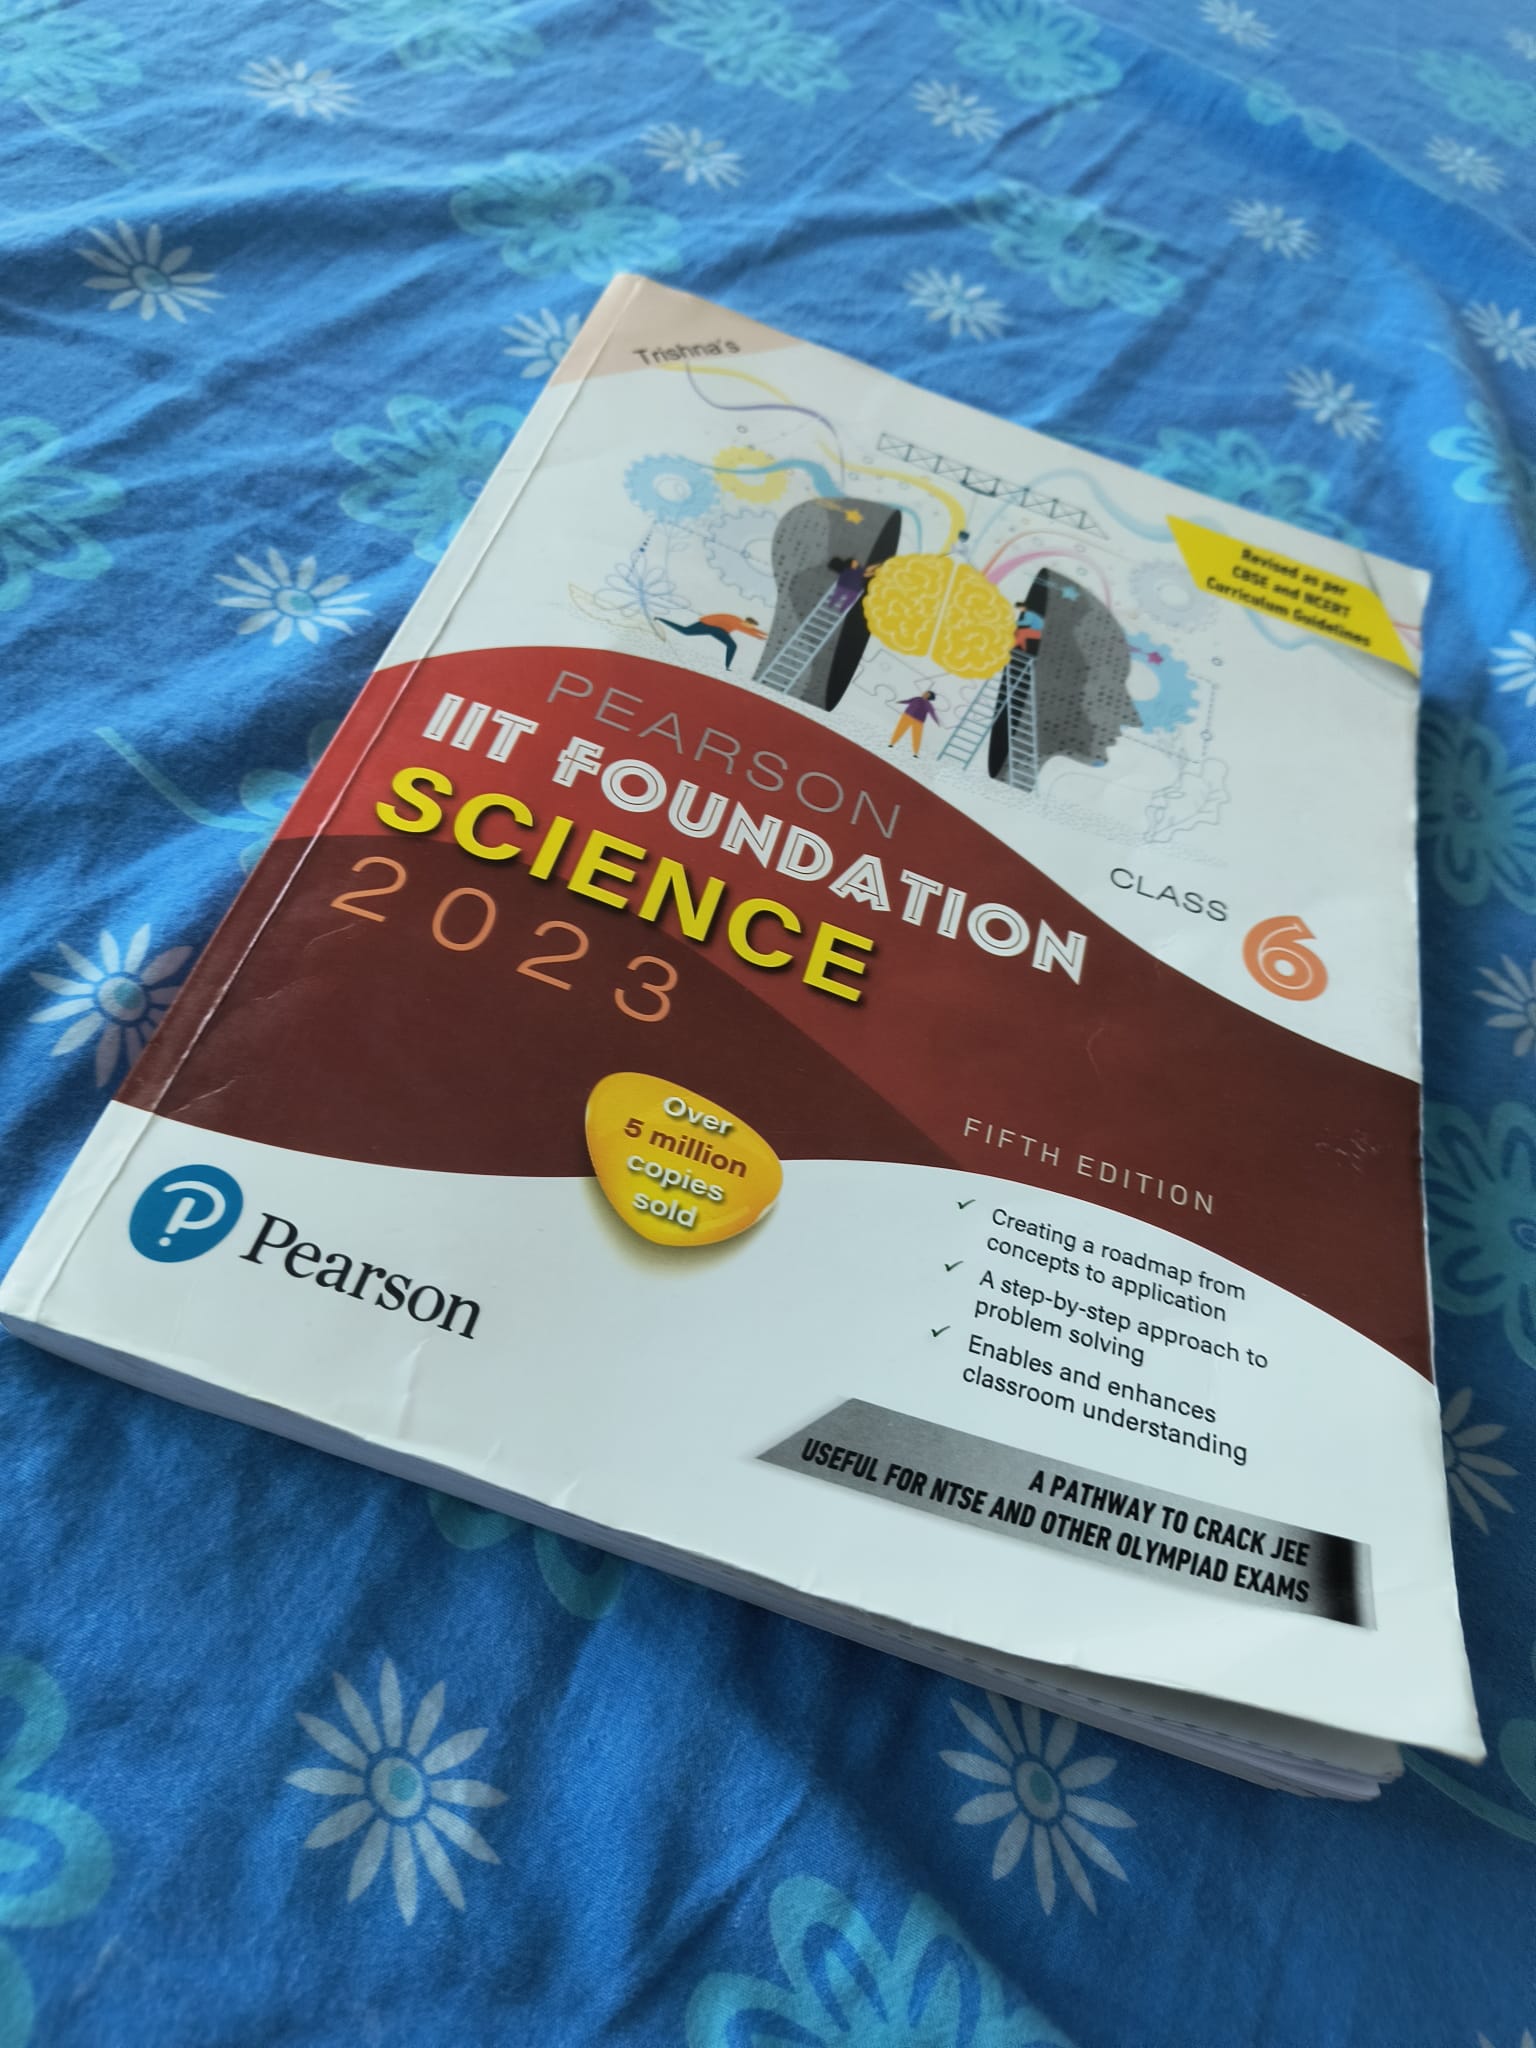 Trishna's
Revised as per
CBSE and NCERT
Curriculum Guidelines
PEARSON
IIT FOUNDATION
SCIENCE
2023
CLASS 6
FIFTH EDITION
Over
5 million
copies
sold
Creating a roadmap from
concepts to application
A step-by-step approach to
problem solving
Enables and enhances
classroom understanding
Pearson
A PATHWAY TO CRACK JEE
USEFUL FOR NTSE AND OTHER OLYMPIAD EXAMS